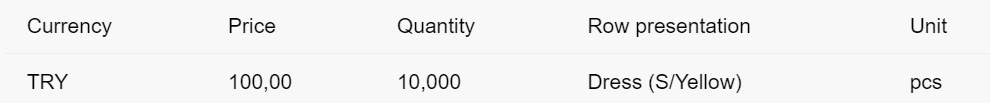 Currency Price Quantity Row presentation Unit
TRY 100,00 10,000 Dress (S/Yellow) pcs